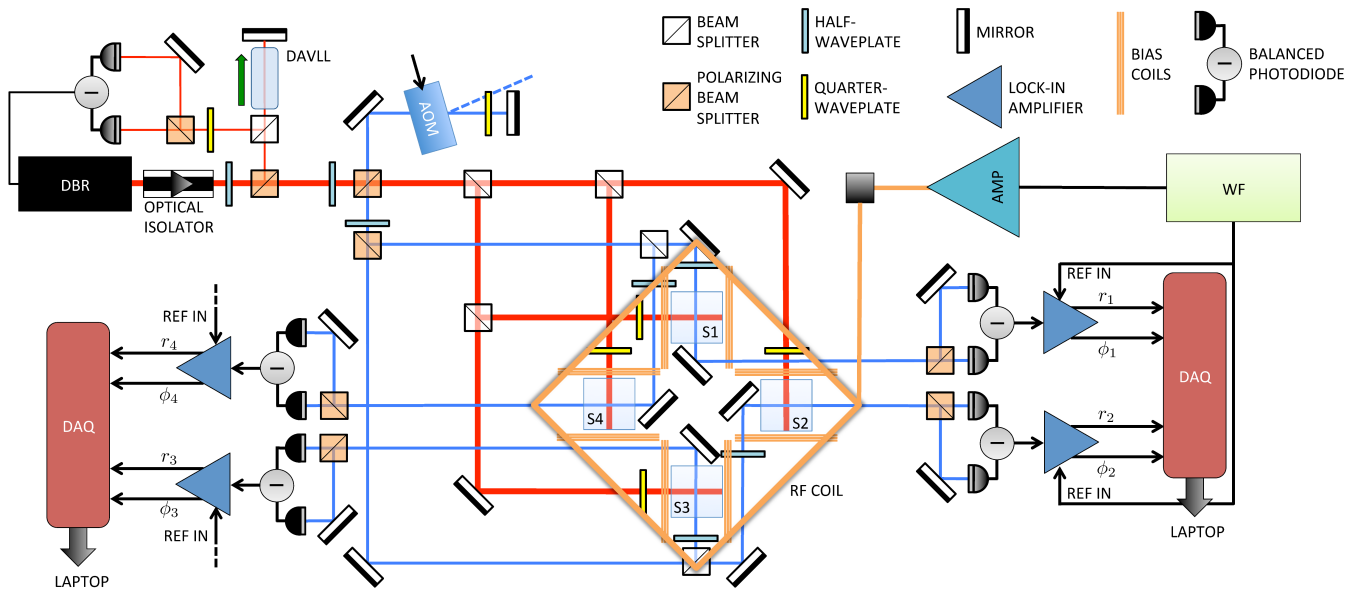 DAVLL
DBR
OPTICAL
ISOLATOR
AOM
BEAM
SPLITTER
POLARIZING
BEAM
SPLITTER
HALF-
WAVEPLATE
QUARTER-
WAVEPLATE
MIRROR
LOCK-IN
AMPLIFIER
BIAS
COILS
BALANCED
PHOTODIODE
AMP
WF
REF IN
r₁
ϕ₁
DAQ
r₂
ϕ₂
REF IN
LAPTOP
S1
S2
S3
S4
RF COIL
REF IN
r₄
ϕ₄
DAQ
r₃
ϕ₃
REF IN
LAPTOP